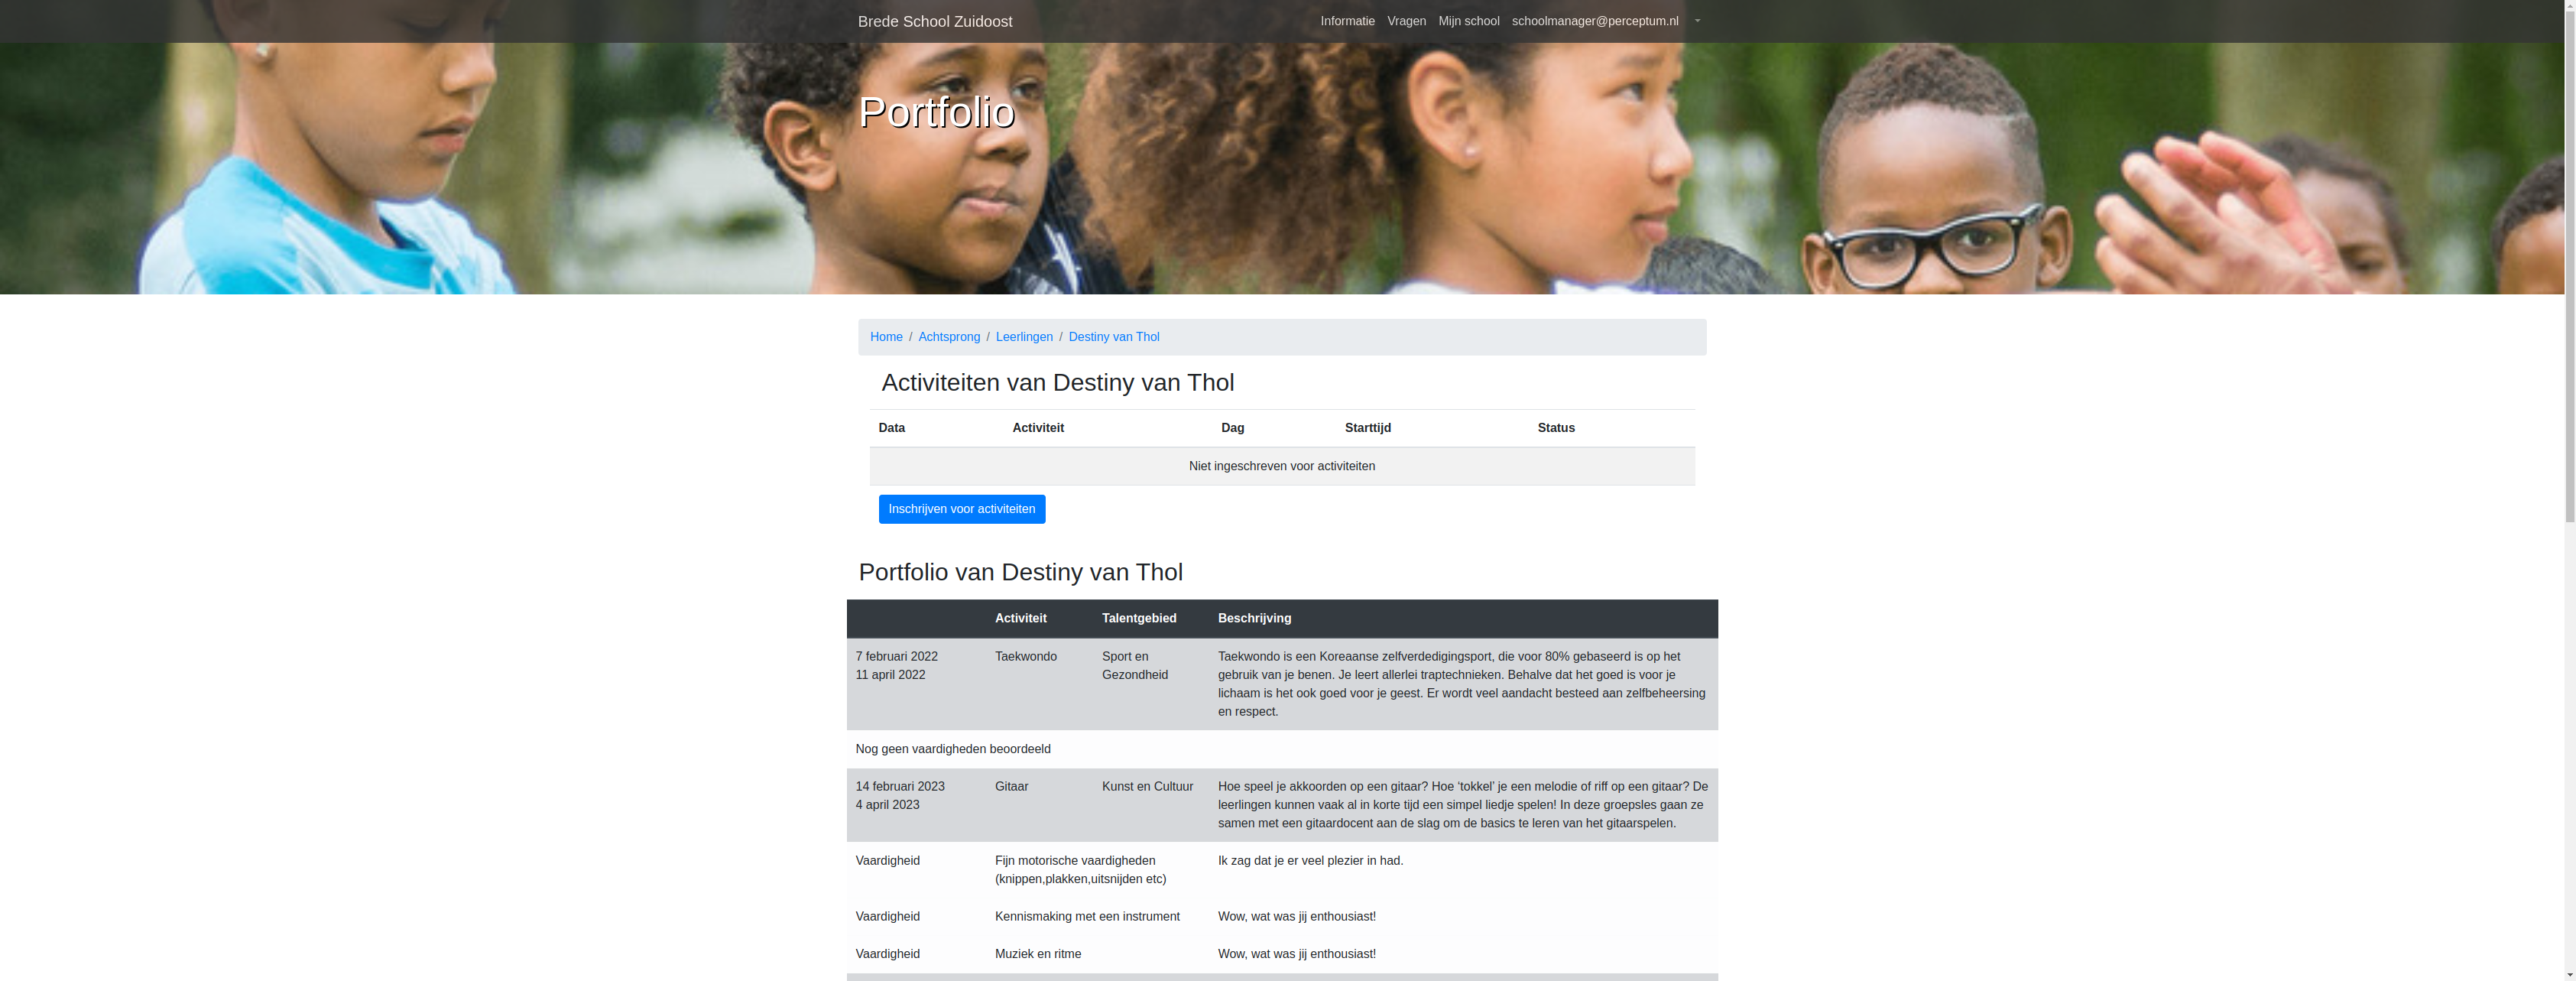 Brede School Zuidoost
Informatie Vragen Mijn school schoolmanager@perceptum.nl
Portfolio
Home / Achtsprong / Leerlingen / Destiny van Thol
Activiteiten van Destiny van Thol
Data Activiteit Dag Starttijd Status
Niet ingeschreven voor activiteiten
Inschrijven voor activiteiten
Portfolio van Destiny van Thol
Activiteit Talentgebied Beschrijving
7 februari 2022
11 april 2022
Taekwondo
Sport en
Gezondheid
Taekwondo is een Koreaanse zelfverdedigingsport, die voor 80% gebaseerd is op het
gebruik van je benen. Je leert allerlei traptechnieken. Behalve dat het goed is voor je
lichaam is het ook goed voor je geest. Er wordt veel aandacht besteed aan zelfbeheersing
en respect.
Nog geen vaardigheden beoordeeld
14 februari 2023
4 april 2023
Gitaar
Kunst en Cultuur
Hoe speel je akkoorden op een gitaar? Hoe ‘tokkel’ je een melodie of riff op een gitaar? De
leerlingen kunnen vaak al in korte tijd een simpel liedje spelen! In deze groepsles gaan ze
samen met een gitaardocent aan de slag om de basics te leren van het gitaarspelen.
Vaardigheid
Fijn motorische vaardigheden
(knippen,plakken,uitsnijden etc)
Ik zag dat je er veel plezier in had.
Vaardigheid Kennismaking met een instrument Wow, wat was jij enthousiast!
Vaardigheid Muziek en ritme Wow, wat was jij enthousiast!